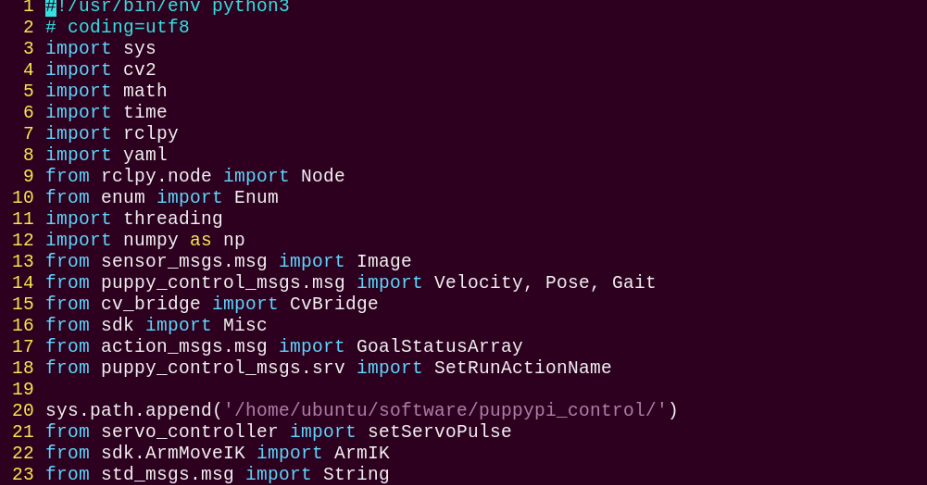 1 #!/usr/bin/env python3
2 # coding=utf8
3 import sys
4 import cv2
5 import math
6 import time
7 import rclpy
8 import yaml
9 from rclpy.node import Node
10 from enum import Enum
11 import threading
12 import numpy as np
13 from sensor_msgs.msg import Image
14 from puppy_control_msgs.msg import Velocity, Pose, Gait
15 from cv_bridge import CvBridge
16 from sdk import Misc
17 from action_msgs.msg import GoalStatusArray
18 from puppy_control_msgs.srv import SetRunActionName
19
20 sys.path.append('/home/ubuntu/software/puppypi_control/')
21 from servo_controller import setServoPulse
22 from sdk.ArmMoveIK import ArmIK
23 from std_msgs.msg import String